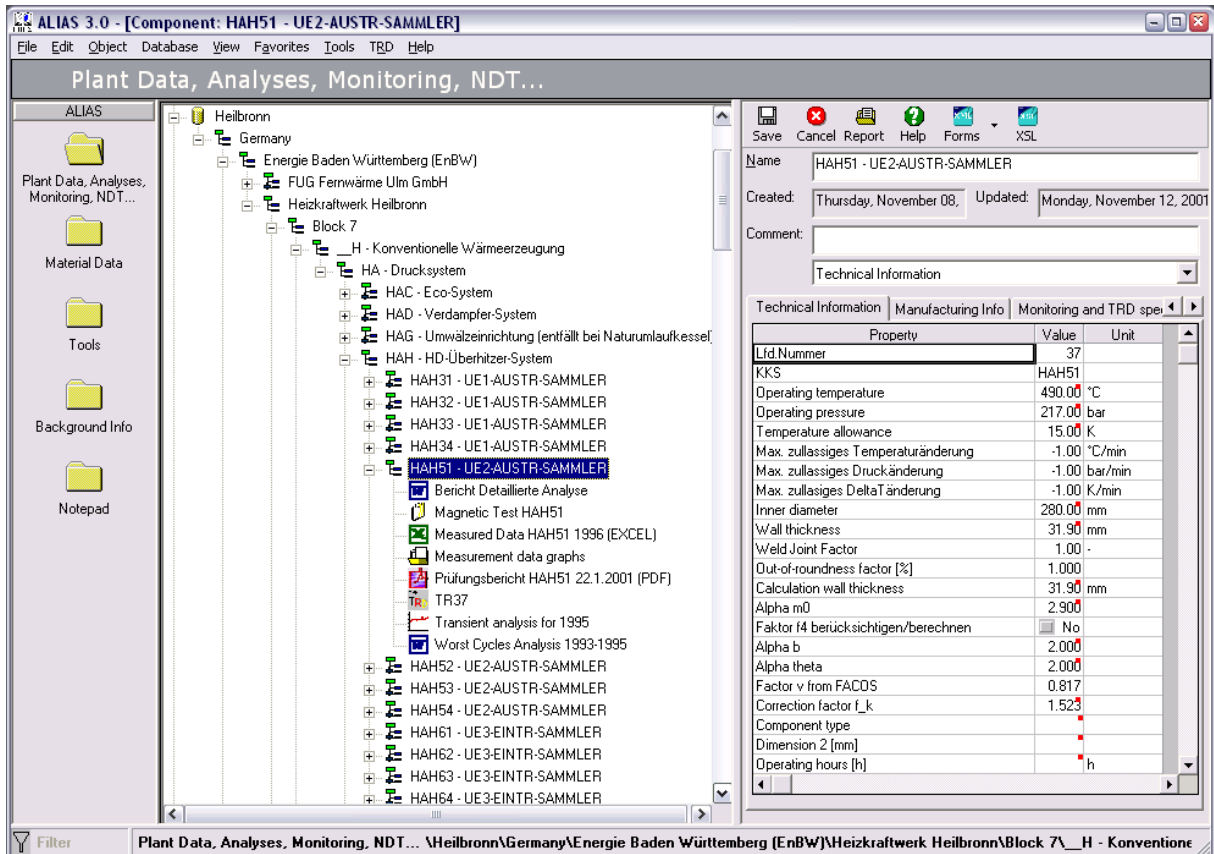 ALIAS 3.0 - [Component: HAH51 - UE2-AUSTR-SAMMLER]
File Edit Object Database View Favorites Tools TRD Help
Plant Data, Analyses, Monitoring, NDT...
ALIAS
Plant Data, Analyses,
Monitoring, NDT...
Material Data
Tools
Background Info
Notepad
Heilbronn
Germany
Energie Baden Württemberg (EnBW)
FUG Fernwärme Ulm GmbH
Heizkraftwerk Heilbronn
Block 7
__H - Konventionelle Wärmeerzeugung
HA - Drucksystem
HAC - Eco-System
HAD - Verdampfer-System
HAG - Umwälzeinrichtung (entfällt bei Naturumlaufkessel)
HAH - HD-Überhitzer-System
HAH31 - UE1-AUSTR-SAMMLER
HAH32 - UE1-AUSTR-SAMMLER
HAH33 - UE1-AUSTR-SAMMLER
HAH34 - UE1-AUSTR-SAMMLER
HAH51 - UE2-AUSTR-SAMMLER
Bericht Detaillierte Analyse
Magnetic Test HAH51
Measured Data HAH51 1996 (EXCEL)
Measurement data graphs
Prüfungsbericht HAH51 22.1.2001 (PDF)
TR37
Transient analysis for 1995
Worst Cycles Analysis 1993-1995
HAH52 - UE2-AUSTR-SAMMLER
HAH53 - UE2-AUSTR-SAMMLER
HAH54 - UE2-AUSTR-SAMMLER
HAH61 - UE3-EINTR-SAMMLER
HAH62 - UE3-EINTR-SAMMLER
HAH63 - UE3-EINTR-SAMMLER
HAH64 - UE3-EINTR-SAMMLER
Save Cancel Report Help Forms XSL
Name HAH51 - UE2-AUSTR-SAMMLER
Created: Thursday, November 08, Updated: Monday, November 12, 2001
Comment:
Technical Information
Technical Information Manufacturing Info Monitoring and TRD spe
Property Value Unit
Lfd.Nummer 37
KKS HAH51
Operating temperature 490.00 °C
Operating pressure 217.00 bar
Temperature allowance 15.00 K
Max. zullassiges Temperaturänderung -1.00 °C/min
Max. zullassiges Druckänderung -1.00 bar/min
Max. zullasiges DeltaTänderung -1.00 K/min
Inner diameter 280.00 mm
Wall thickness 31.90 mm
Weld Joint Factor 1.00 -
Out-of-roundness factor [%] 1.000
Calculation wall thickness 31.90 mm
Alpha m0 2.900
Faktor f4 berücksichtigen/berechnen No
Alpha b 2.000
Alpha theta 2.000
Factor v from FACOS 0.817
Correction factor f_k 1.523
Component type
Dimension 2 [mm]
Operating hours [h] h
Filter Plant Data, Analyses, Monitoring, NDT... \Heilbronn\Germany\Energie Baden Württemberg (EnBW)\Heizkraftwerk Heilbronn\Block 7\__H - Konventione